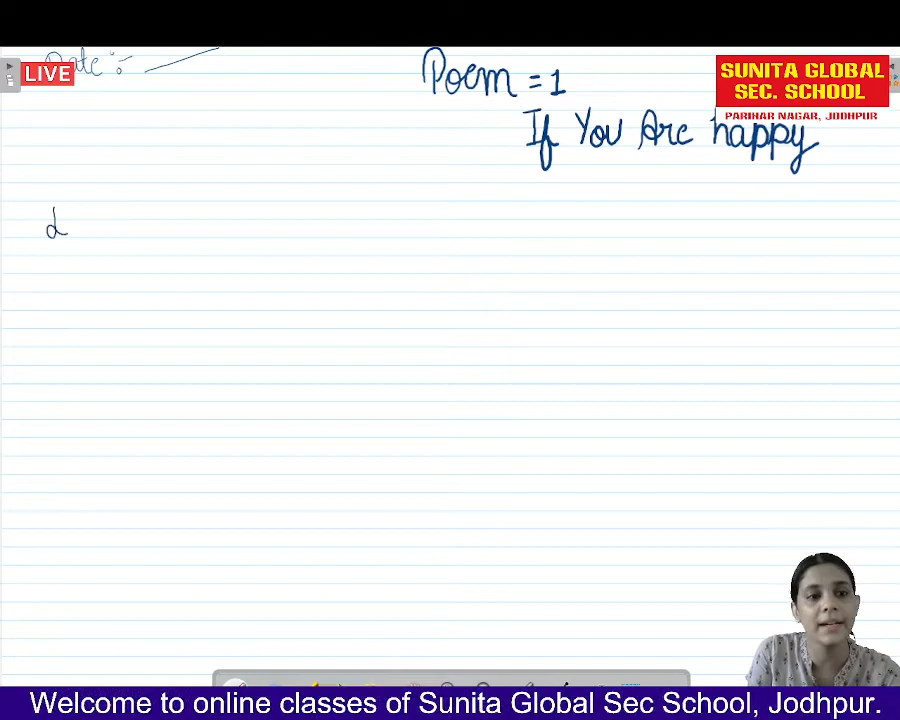 Date :-
LIVE
Poem = 1
If You Are happy
SUNITA GLOBAL
SEC. SCHOOL
PARIHAR NAGAR, JODHPUR
d
Welcome to online classes of Sunita Global Sec School, Jodhpur.